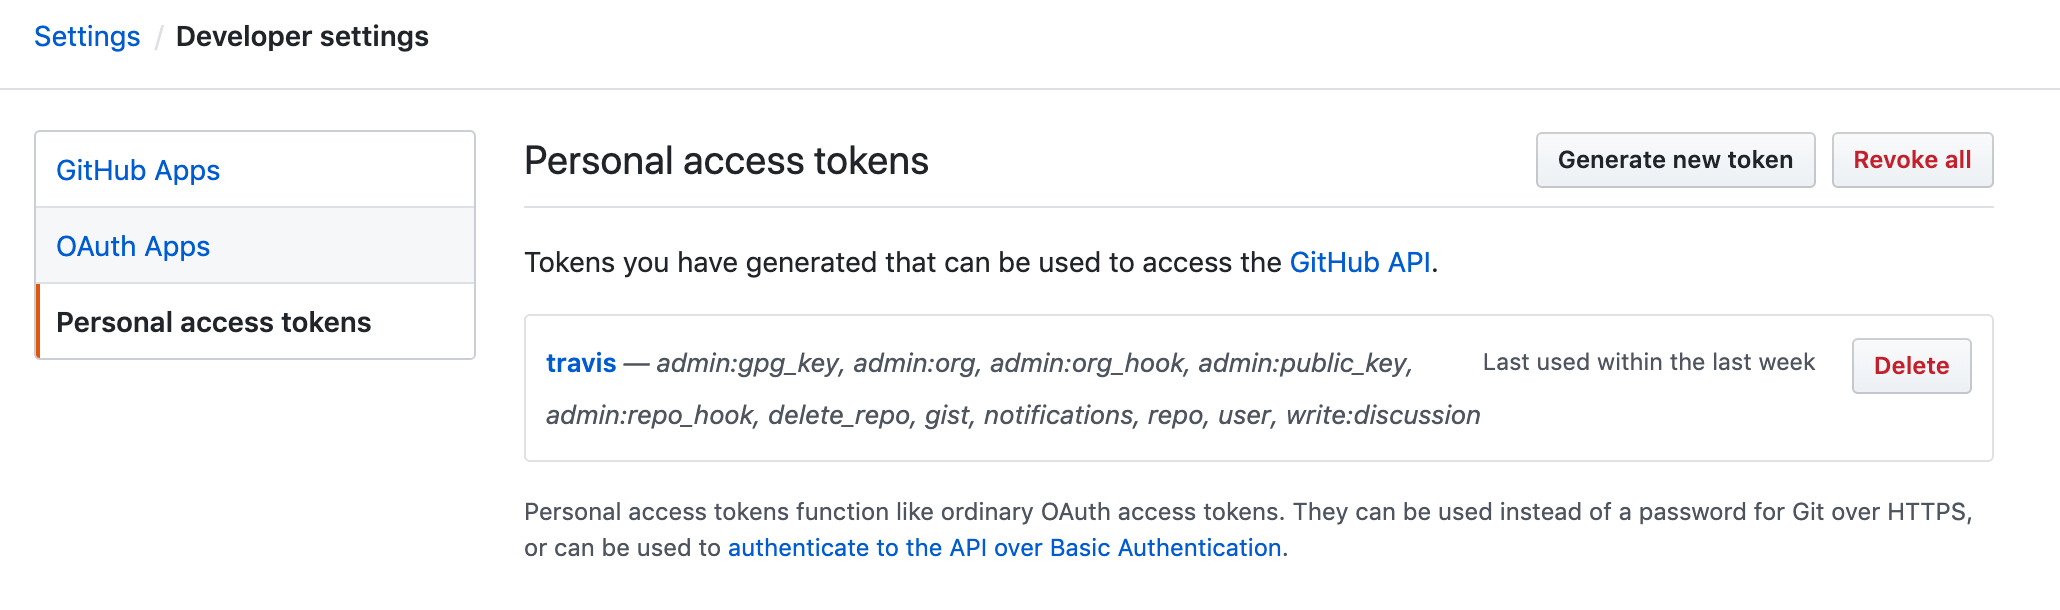 Settings / Developer settings
GitHub Apps
OAuth Apps
Personal access tokens
Personal access tokens
Generate new token
Revoke all
Tokens you have generated that can be used to access the GitHub API.
travis — admin:gpg_key, admin:org, admin:org_hook, admin:public_key,
admin:repo_hook, delete_repo, gist, notifications, repo, user, write:discussion
Last used within the last week
Delete
Personal access tokens function like ordinary OAuth access tokens. They can be used instead of a password for Git over HTTPS,
or can be used to authenticate to the API over Basic Authentication.